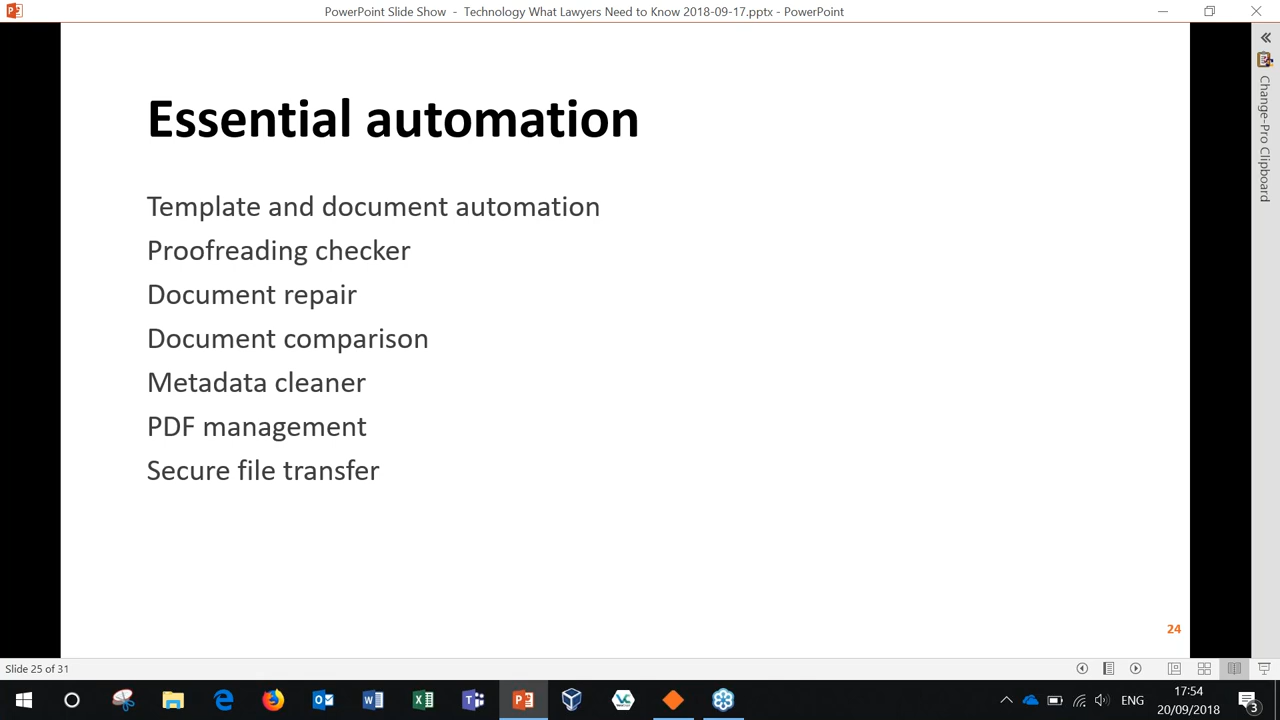 PowerPoint Slide Show - Technology What Lawyers Need to Know 2018-09-17.pptx - PowerPoint
Change-Pro Clipboard
Essential automation
Template and document automation
Proofreading checker
Document repair
Document comparison
Metadata cleaner
PDF management
Secure file transfer
24
Slide 25 of 31
ENG
17:54
20/09/2018
3